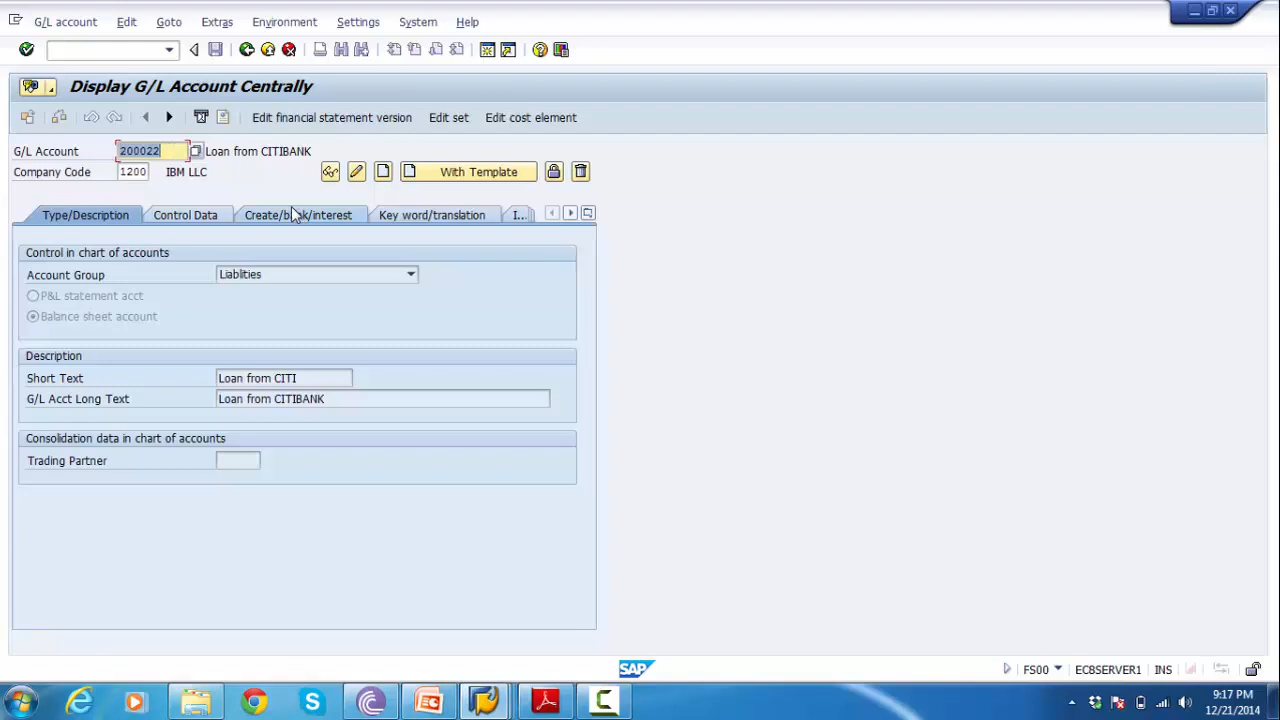 G/L account Edit Goto Extras Environment Settings System Help
Display G/L Account Centrally
Edit financial statement version Edit set Edit cost element
G/L Account 200022 Loan from CITIBANK
Company Code 1200 IBM LLC With Template
Type/Description Control Data Create/bank/interest Key word/translation I...
Control in chart of accounts
Account Group Liablities
P&L statement acct
Balance sheet account
Description
Short Text Loan from CITI
G/L Acct Long Text Loan from CITIBANK
Consolidation data in chart of accounts
Trading Partner
SAP FS00 EC8SERVER1 INS
9:17 PM
12/21/2014